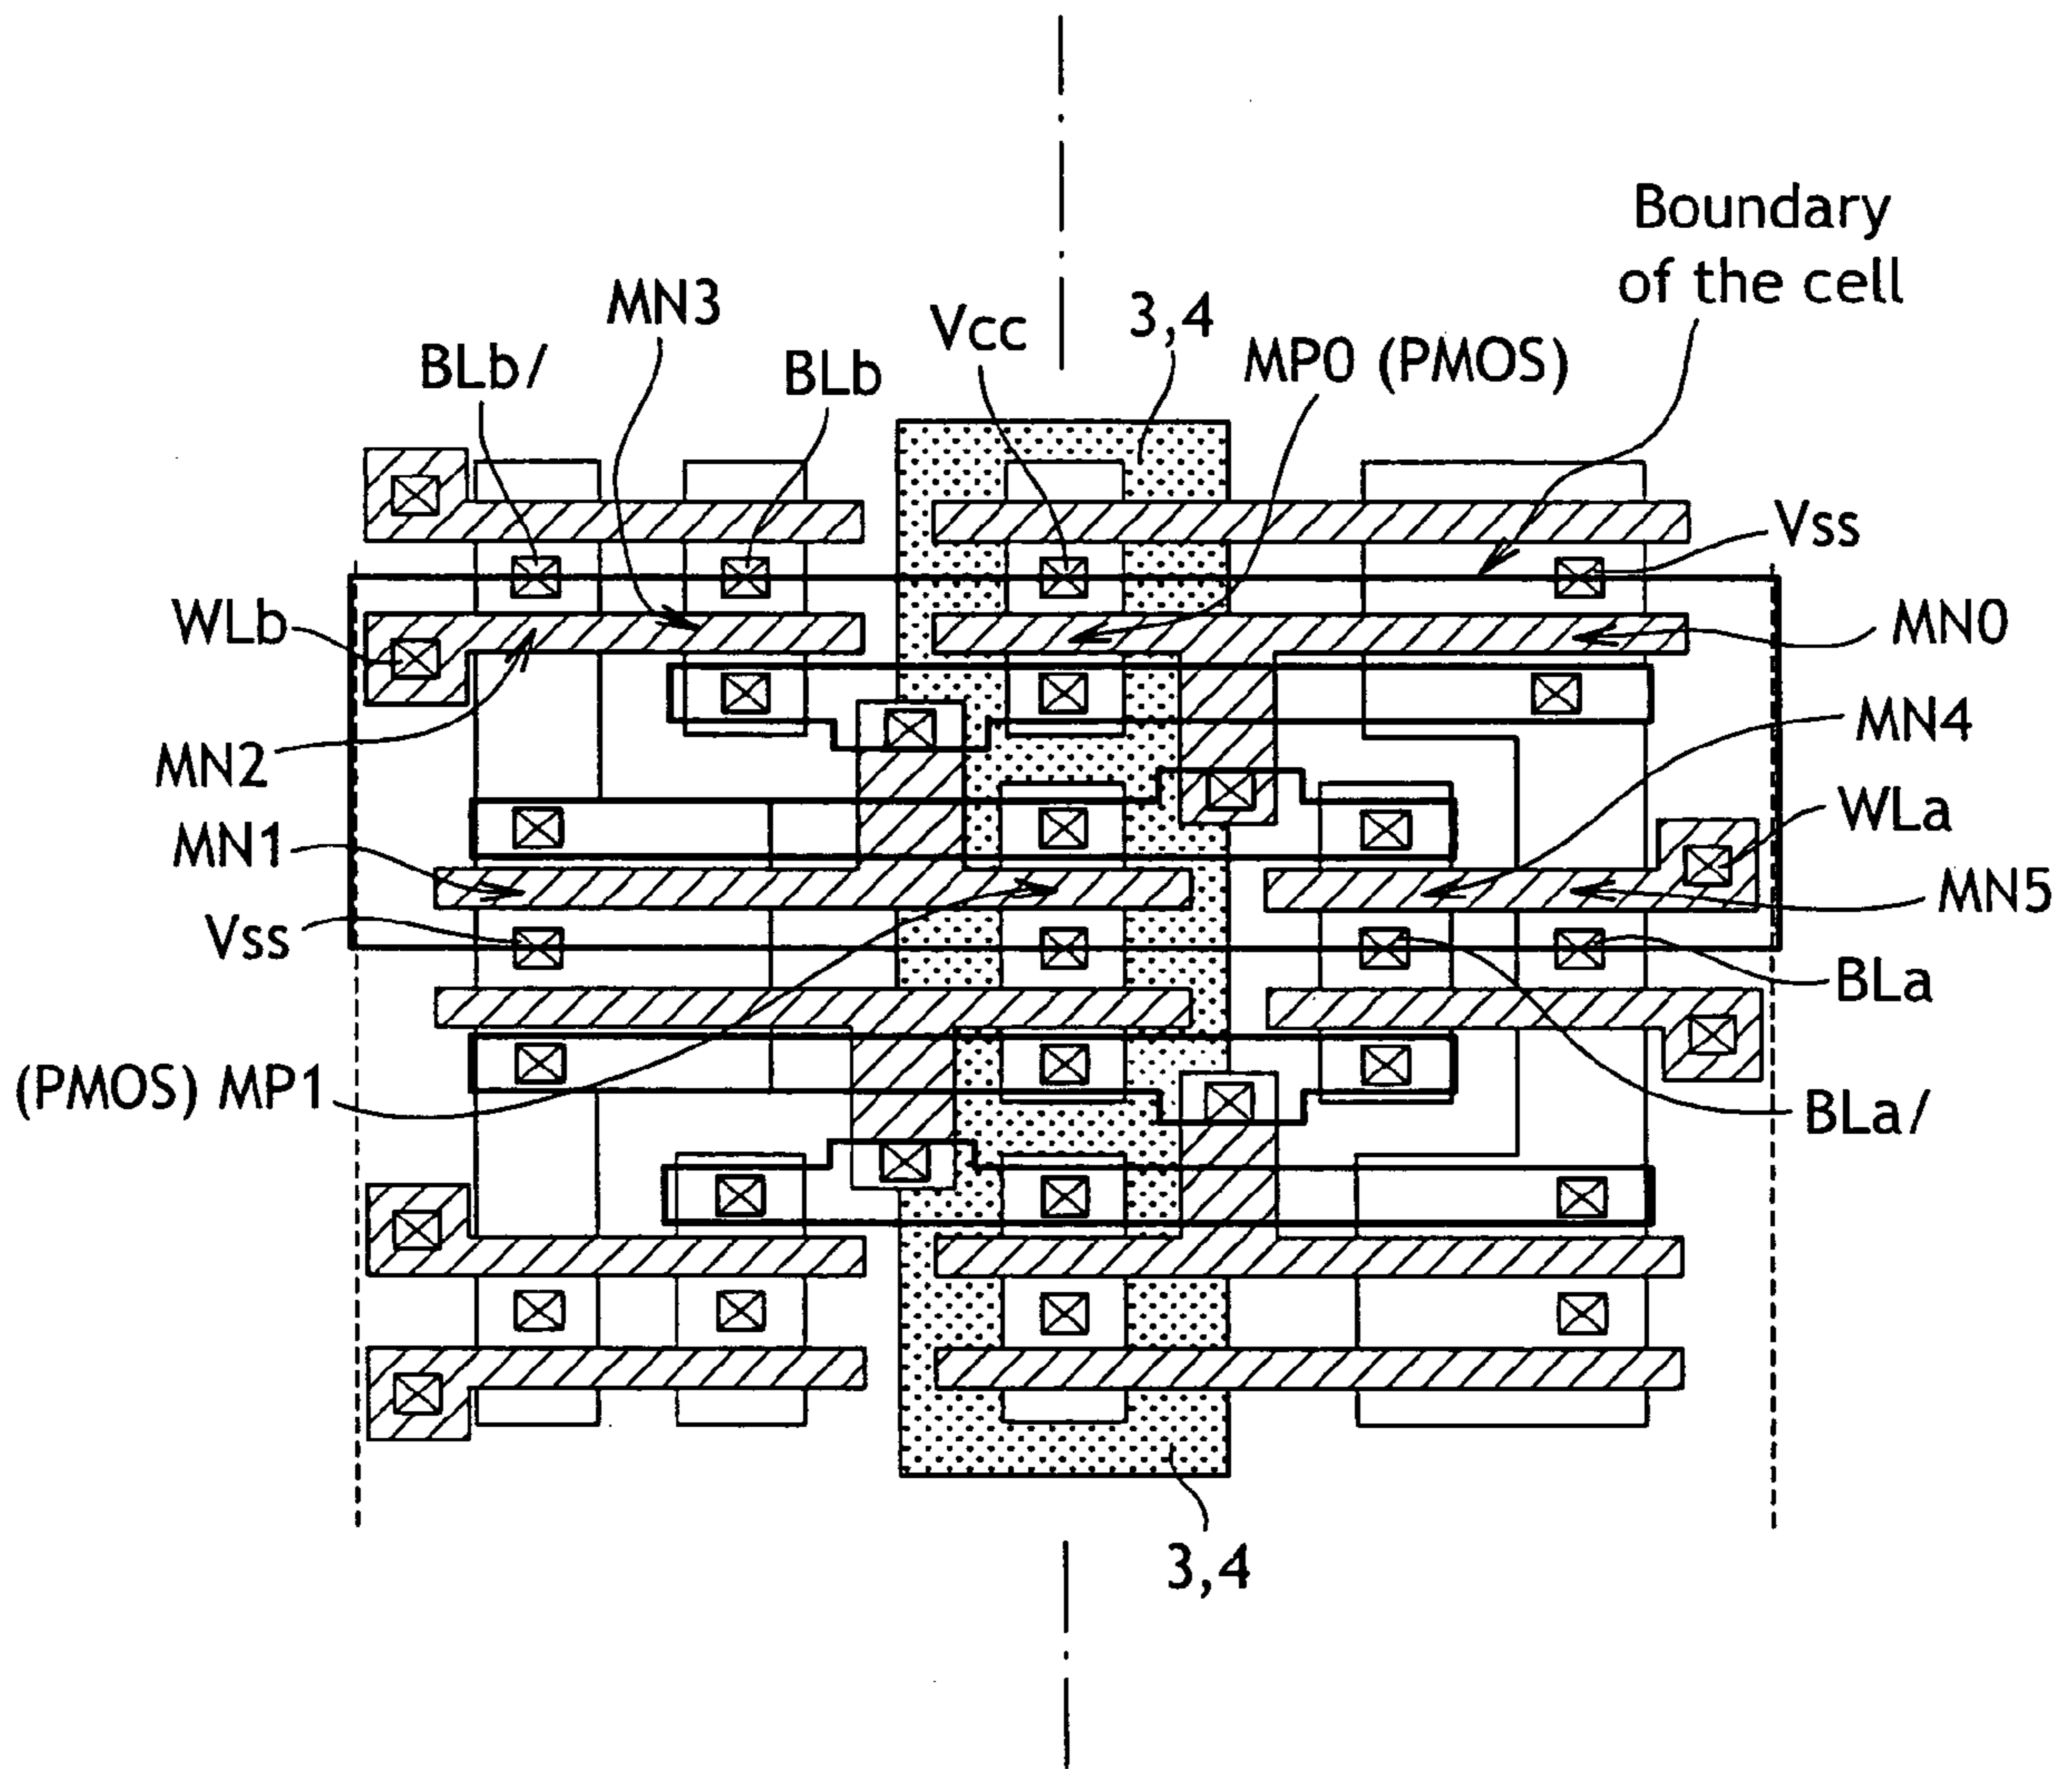 Boundary
of the cell
MN3
Vcc
3,4
BLb/
BLb
MP0 (PMOS)
Vss
WLb
MN0
MN2
MN4
MN1
WLa
Vss
MN5
BLa
(PMOS) MP1
BLa/
3,4